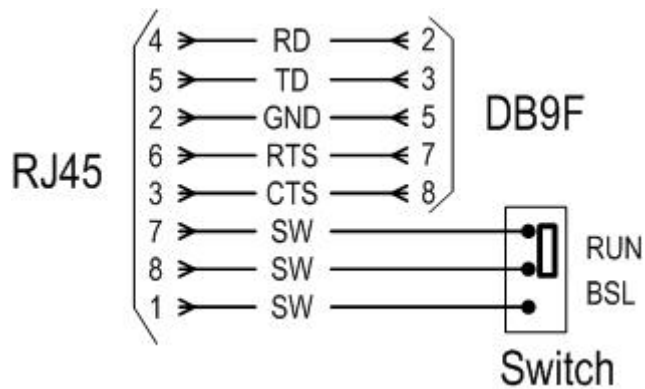 4 RD 2
5 TD 3
2 GND 5
6 RTS 7
3 CTS 8
7 SW
8 SW
1 SW
RJ45
DB9F
RUN
BSL
Switch